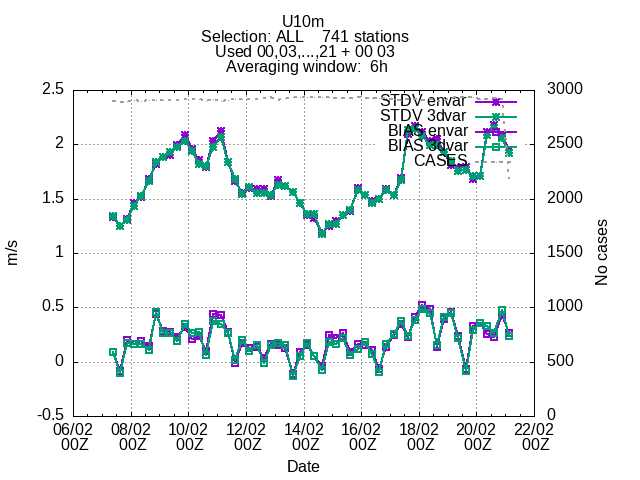 U10m
Selection: ALL 741 stations
Used 00,03,...,21 + 00 03
Averaging window: 6h
2.5
2
1.5
1
0.5
0
-0.5
m/s
STDV envar
STDV 3dvar
BIAS envar
BIAS 3dvar
CASES
3000
2500
2000
1500
1000
500
0
No cases
06/02 08/02 10/02 12/02 14/02 16/02 18/02 20/02 22/02
00Z 00Z 00Z 00Z 00Z 00Z 00Z 00Z 00Z
Date